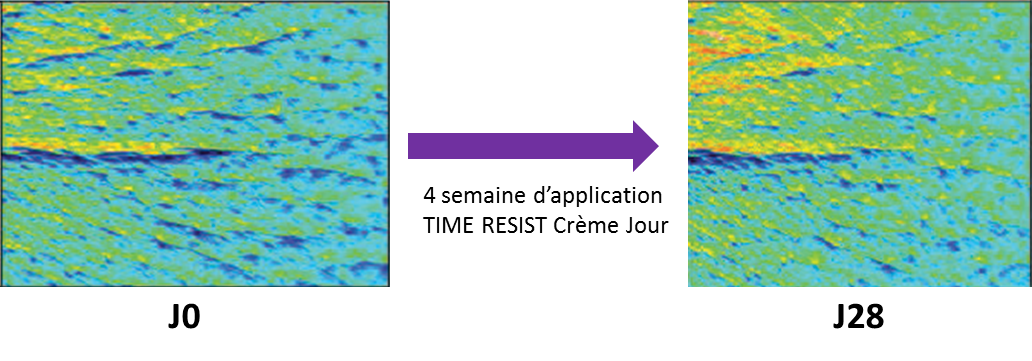 4 semaine d’application
TIME RESIST Crème Jour
J0
J28